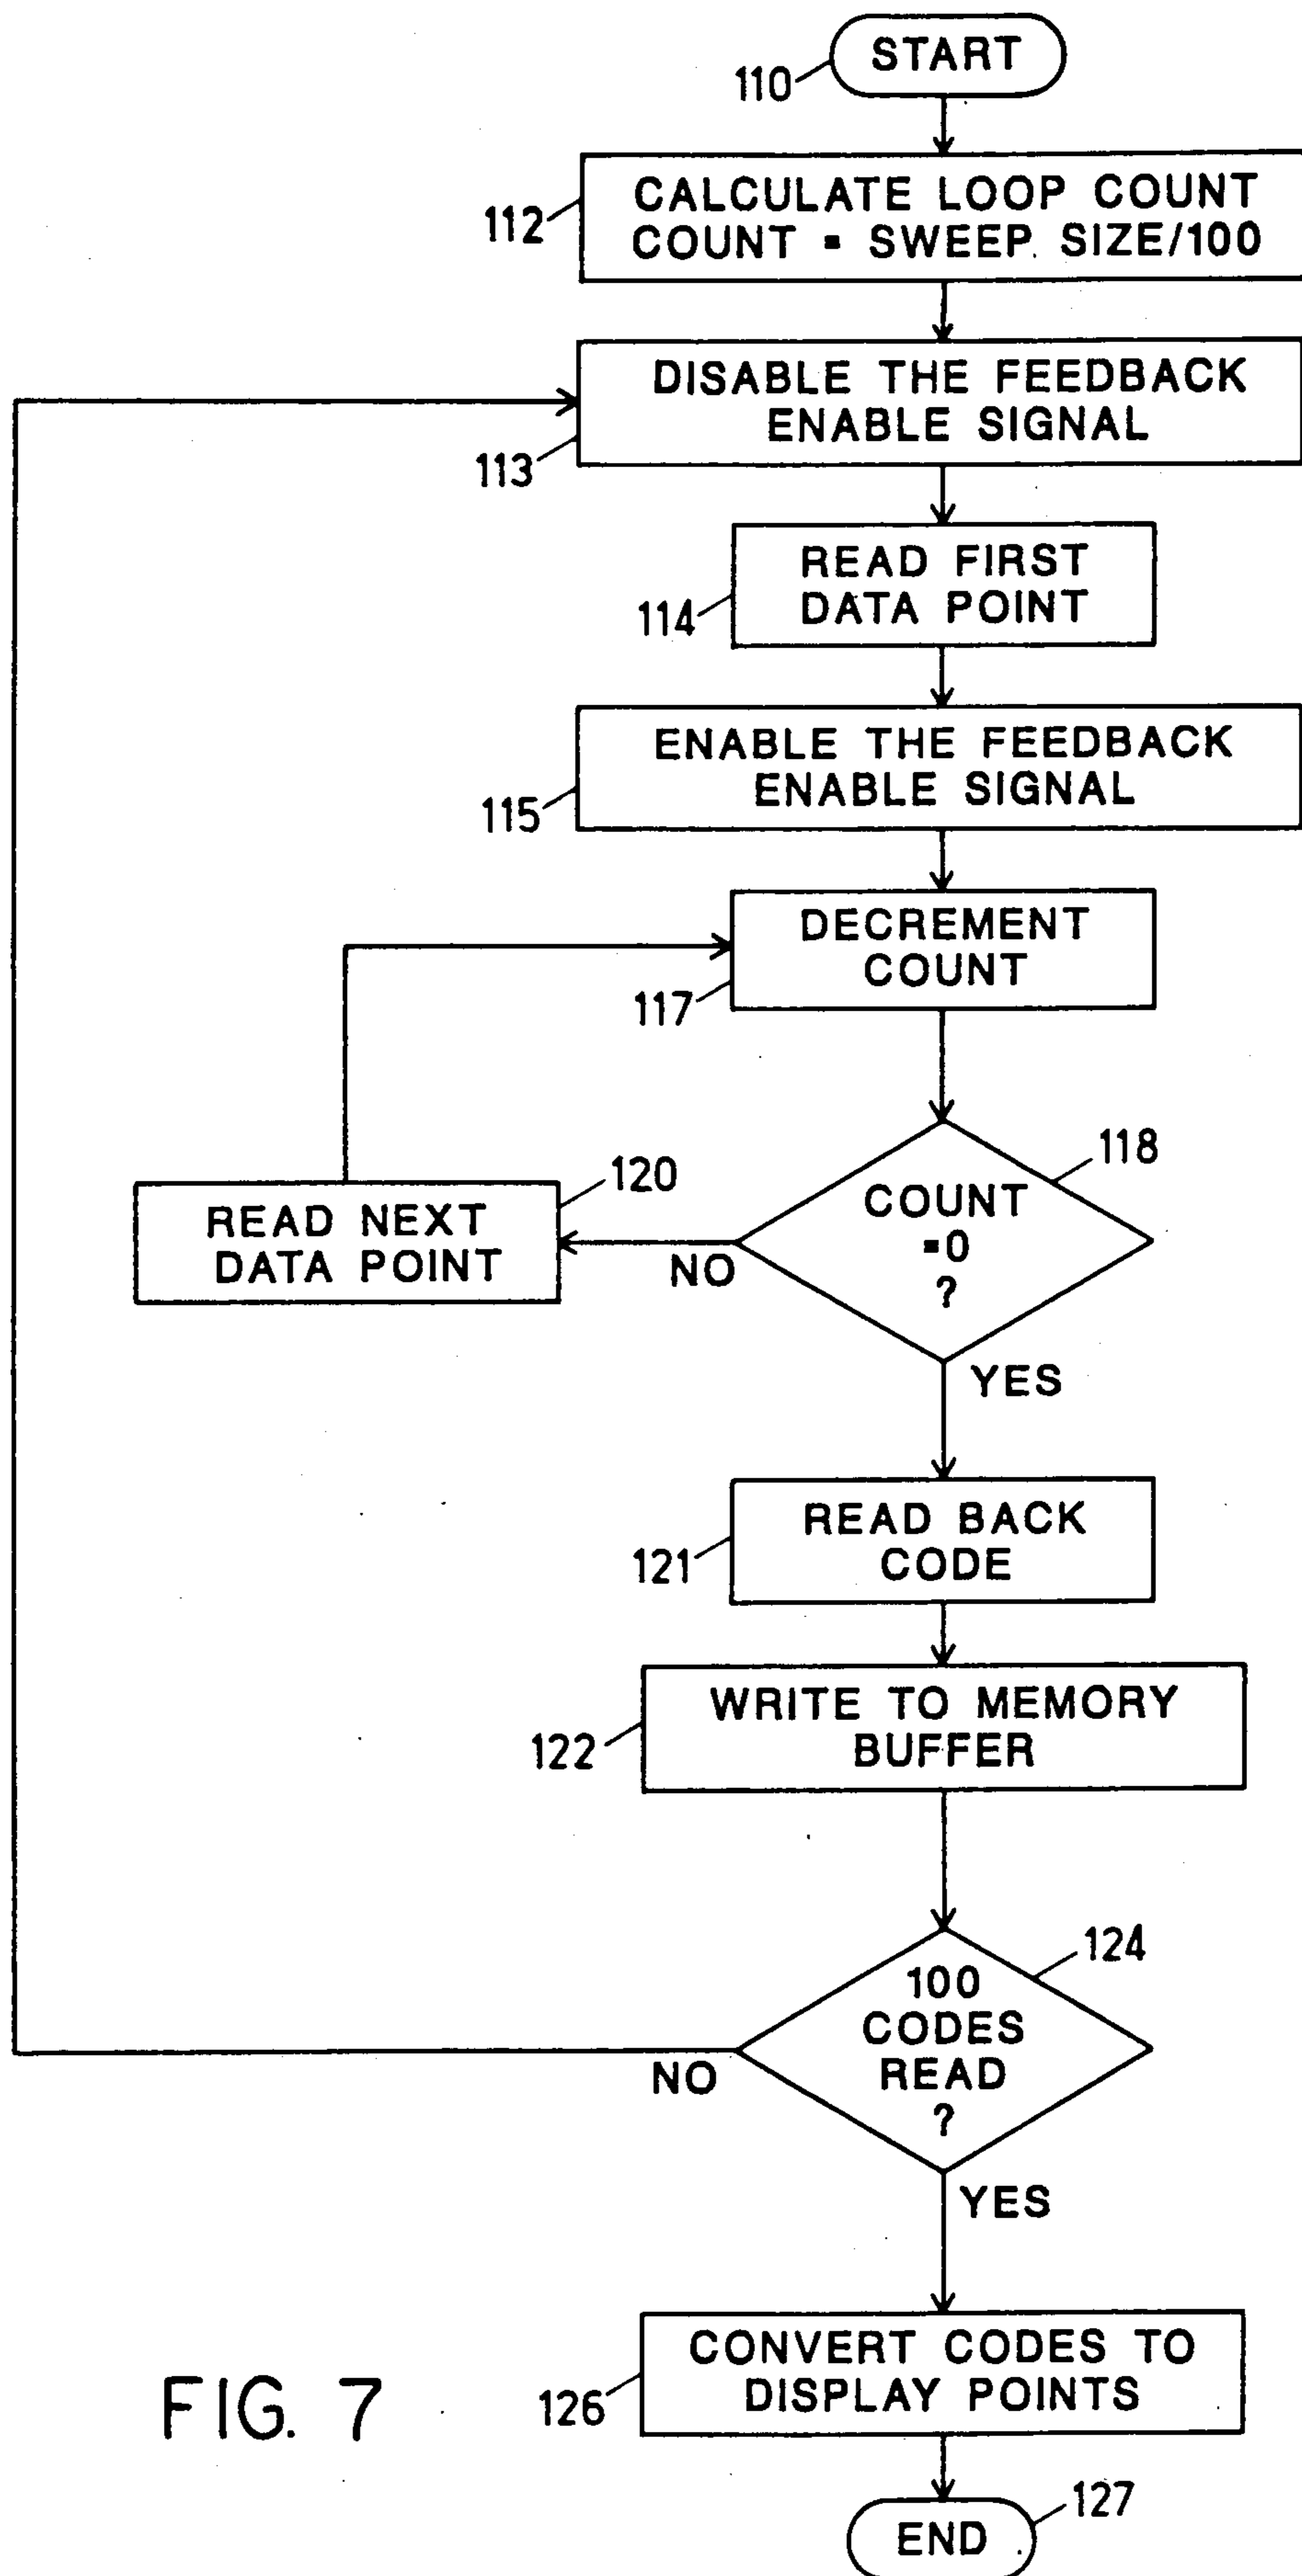 START
110
CALCULATE LOOP COUNT
COUNT = SWEEP SIZE/100
112
DISABLE THE FEEDBACK
ENABLE SIGNAL
113
READ FIRST
DATA POINT
114
ENABLE THE FEEDBACK
ENABLE SIGNAL
115
DECREMENT
COUNT
117
118
COUNT
=0
?
120
READ NEXT
DATA POINT
NO
YES
READ BACK
CODE
121
WRITE TO MEMORY
BUFFER
122
124
100
CODES
READ
?
NO
YES
CONVERT CODES TO
DISPLAY POINTS
126
FIG. 7
127
END